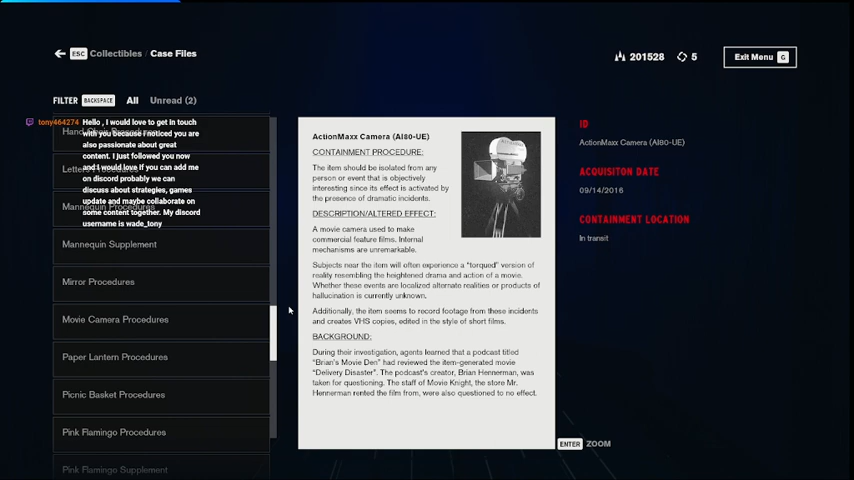 ESC Collectibles / Case Files
201528 5 Exit Menu G
FILTER BACKSPACE All Unread (2)
tony464274 Hello , I would love to get in touch
with you because i noticed you are
also passionate about great
content. I just followed you now
and I would love if you can add me
on discord probably we can
discuss about strategies, games
update and maybe collaborate on
some content together. My discord
username is wade_tony
Mannequin Supplement
Mirror Procedures
Movie Camera Procedures
Paper Lantern Procedures
Picnic Basket Procedures
Pink Flamingo Procedures
Pink Flamingo Supplement
ActionMaxx Camera (AI80-UE)
CONTAINMENT PROCEDURE:
The item should be isolated from any
person or event that is objectively
interesting since its effect is activated by
the presence of dramatic incidents.
DESCRIPTION/ALTERED EFFECT:
A movie camera used to make
commercial feature films. Internal
mechanisms are unremarkable.
Subjects near the item will often experience a "torqued" version of
reality resembling the heightened drama and action of a movie.
Whether these events are localized alternate realities or products of
hallucination is currently unknown.
Additionally, the item seems to record footage from these incidents
and creates VHS copies, edited in the style of short films.
BACKGROUND:
During their investigation, agents learned that a podcast titled
"Brian's Movie Den" had reviewed the item-generated movie
"Delivery Disaster". The podcast's creator, Brian Hennerman, was
taken for questioning. The staff of Movie Knight, the store Mr.
Hennerman rented the film from, were also questioned to no effect.
ID
ActionMaxx Camera (AI80-UE)
ACQUISITON DATE
09/14/2016
CONTAINMENT LOCATION
In transit
ENTER ZOOM